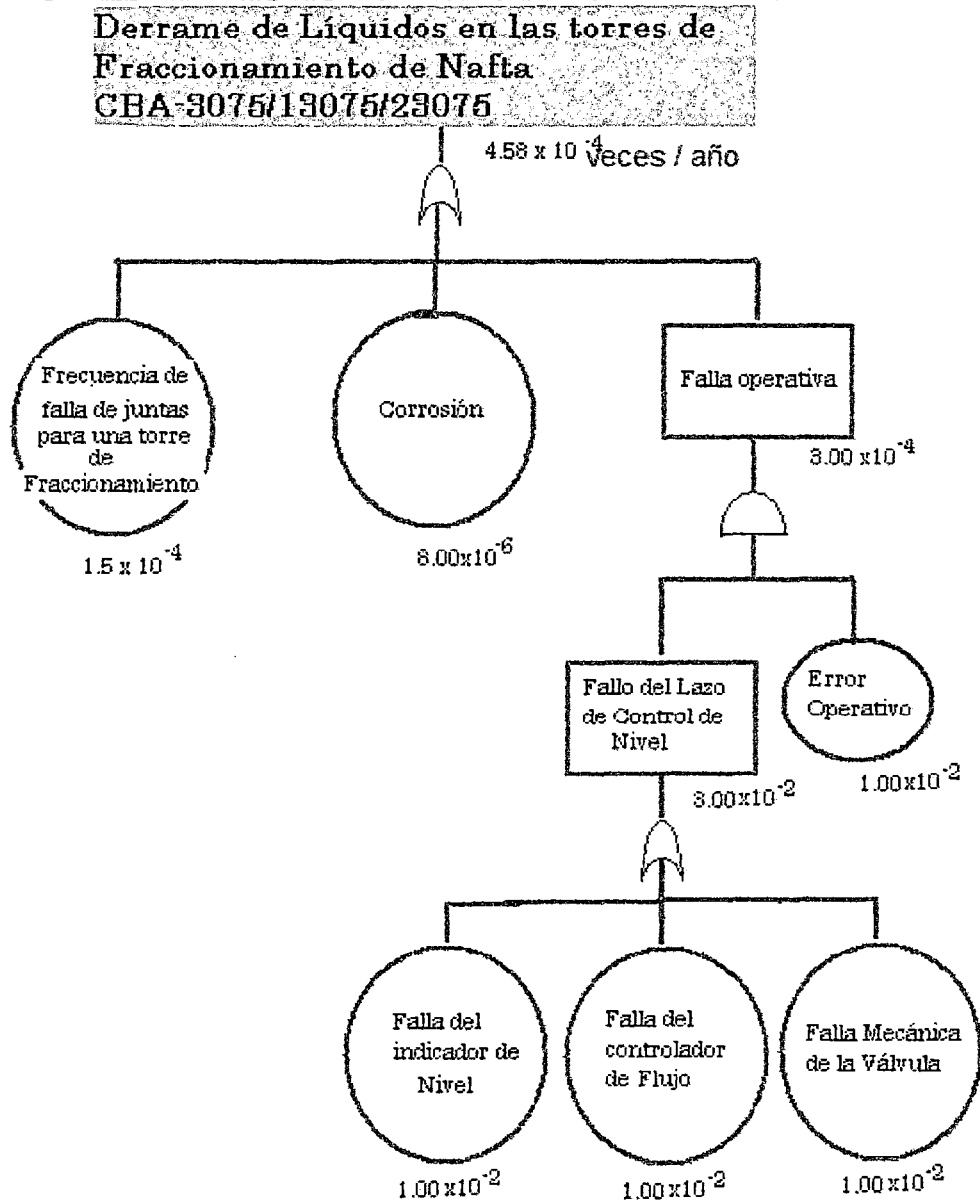 Derrame de Líquidos en las torres de
Fraccionamiento de Nafta
CBA-3075/13075/23075
4.58 x 10-4 veces / año
Frecuencia de
falla de juntas
para una torre
de
Fraccionamiento
1.5 x 10-4
Corrosión
8.00x10-6
Falla operativa
3.00 x10-4
Fallo del Lazo
de Control de
Nivel
3.00x10-2
Error
Operativo
1.00x10-2
Falla del
indicador de
Nivel
1.00x10-2
Falla del
controlador
de Flujo
1.00x10-2
Falla Mecánica
de la Válvula
1.00x10-2